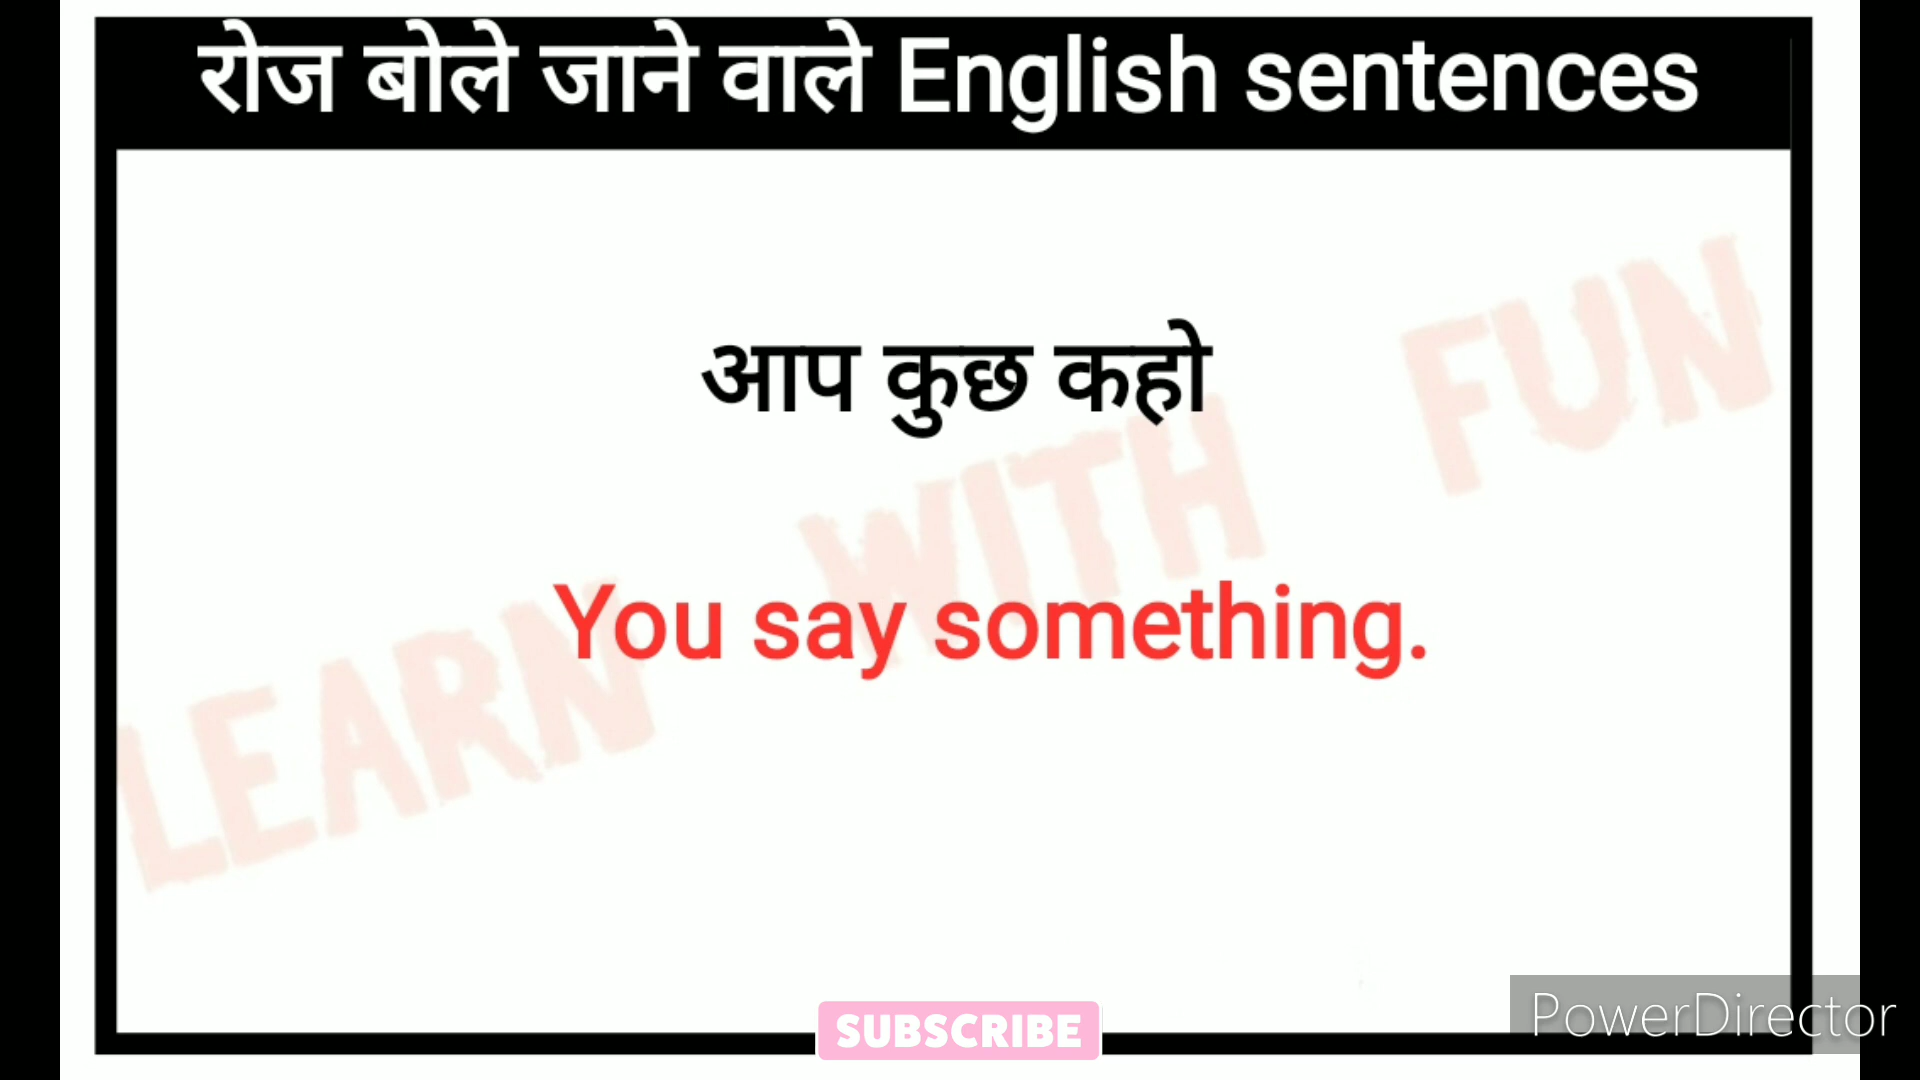 रोज बोले जाने वाले English sentences
आप कुछ कहो
You say something.
LEARN WITH FUN
SUBSCRIBE
PowerDirector